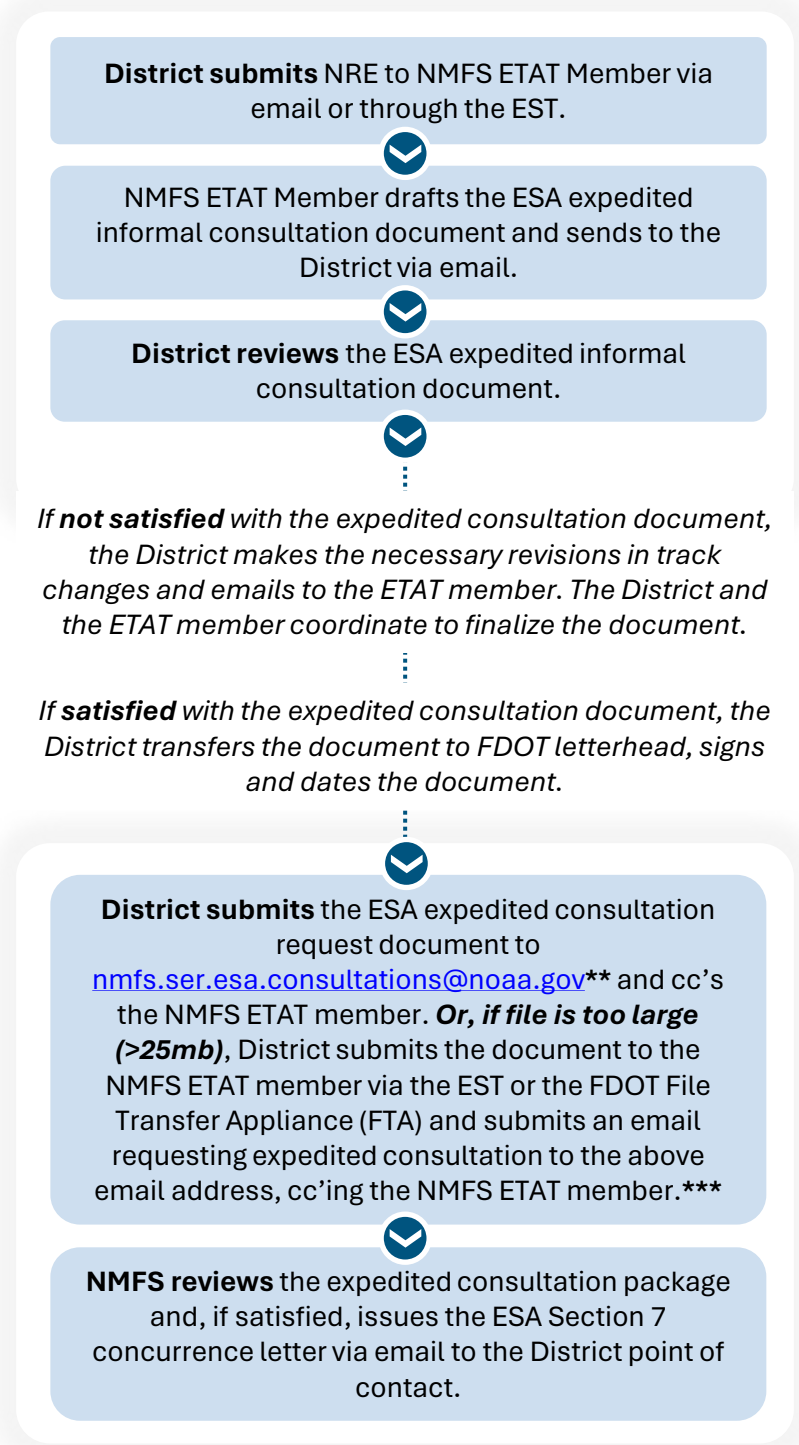 District submits NRE to NMFS ETAT Member via
email or through the EST.
NMFS ETAT Member drafts the ESA expedited
informal consultation document and sends to the
District via email.
District reviews the ESA expedited informal
consultation document.
If not satisfied with the expedited consultation document,
the District makes the necessary revisions in track
changes and emails to the ETAT member. The District and
the ETAT member coordinate to finalize the document.
If satisfied with the expedited consultation document, the
District transfers the document to FDOT letterhead, signs
and dates the document.
District submits the ESA expedited consultation
request document to
nmfs.ser.esa.consultations@noaa.gov** and cc’s
the NMFS ETAT member. Or, if file is too large
(>25mb), District submits the document to the
NMFS ETAT member via the EST or the FDOT File
Transfer Appliance (FTA) and submits an email
requesting expedited consultation to the above
email address, cc’ing the NMFS ETAT member.***
NMFS reviews the expedited consultation package
and, if satisfied, issues the ESA Section 7
concurrence letter via email to the District point of
contact.